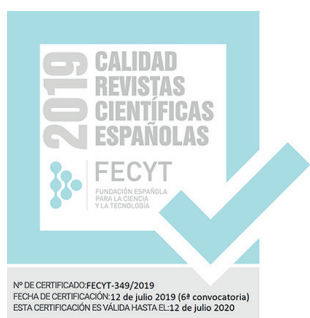 2019
CALIDAD
REVISTAS
CIENTÍFICAS
ESPAÑOLAS
FECYT
FUNDACIÓN ESPAÑOLA
PARA LA CIENCIA
Y LA TECNOLOGÍA
Nº DE CERTIFICADO:FECYT-349/2019
FECHA DE CERTIFICACIÓN: 12 de julio 2019 (6ª convocatoria)
ESTA CERTIFICACIÓN ES VÁLIDA HASTA EL: 12 de julio 2020